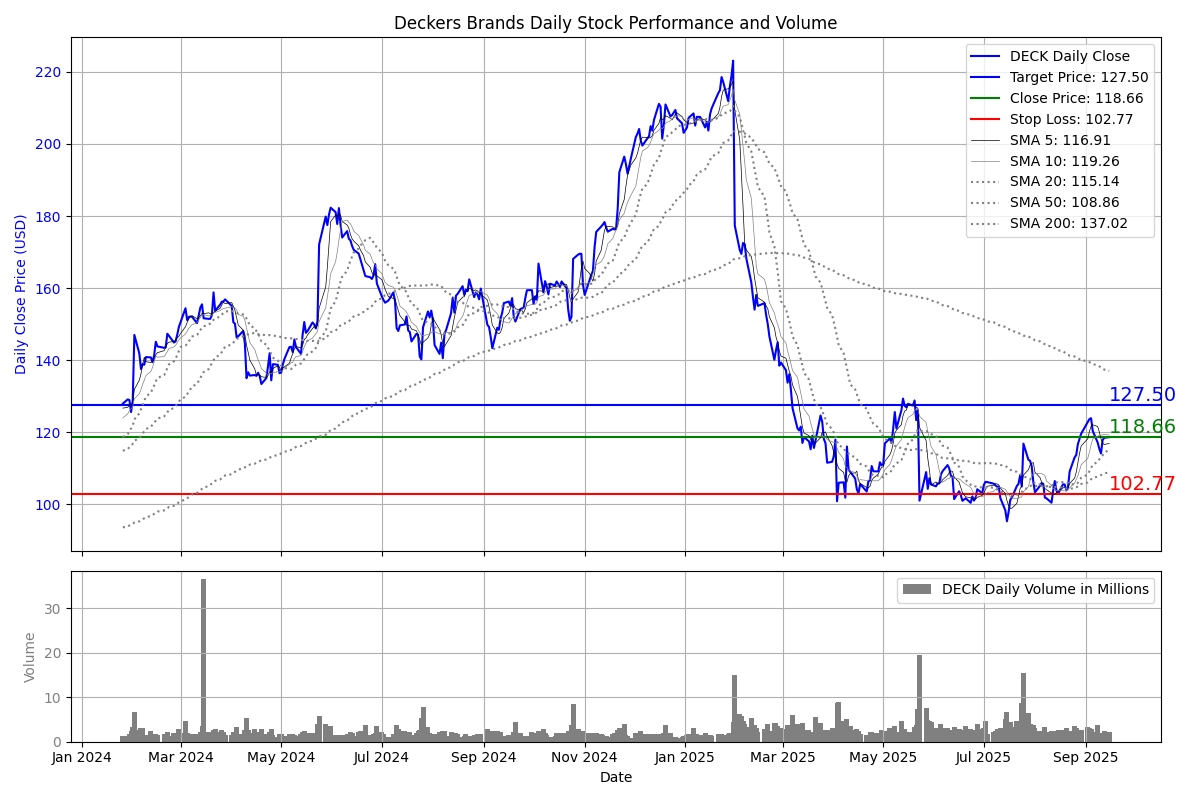 Deckers Brands Daily Stock Performance and Volume
Daily Close Price (USD)
220
200
180
160
140
120
100
DECK Daily Close
Target Price: 127.50
Close Price: 118.66
Stop Loss: 102.77
SMA 5: 116.91
SMA 10: 119.26
SMA 20: 115.14
SMA 50: 108.86
SMA 200: 137.02
127.50
118.66
102.77
Volume
30
20
10
0
DECK Daily Volume in Millions
Jan 2024 Mar 2024 May 2024 Jul 2024 Sep 2024 Nov 2024 Jan 2025 Mar 2025 May 2025 Jul 2025 Sep 2025
Date